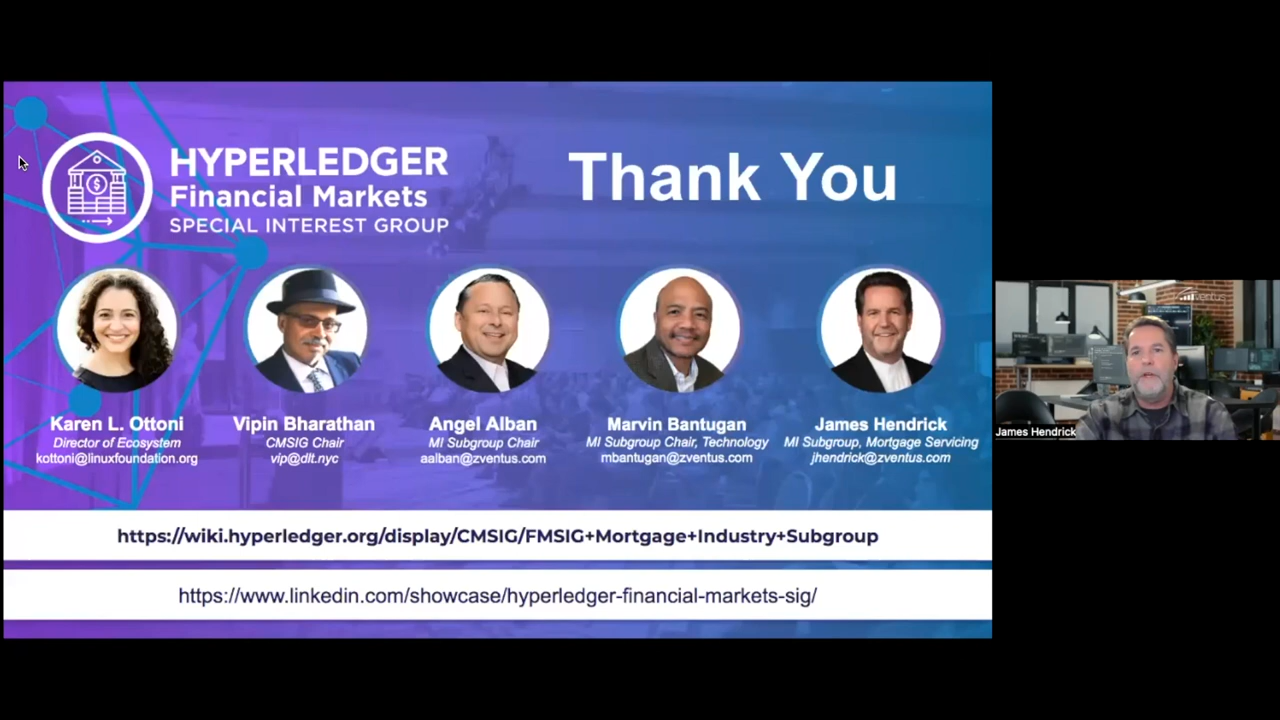 HYPERLEDGER
Financial Markets
SPECIAL INTEREST GROUP
Thank You
Karen L. Ottoni
Director of Ecosystem
kottoni@linuxfoundation.org
Vipin Bharathan
CMSIG Chair
vip@dlt.nyc
Angel Alban
MI Subgroup Chair
aalban@zventus.com
Marvin Bantugan
MI Subgroup Chair, Technology
mbantugan@zventus.com
James Hendrick
MI Subgroup, Mortgage Servicing
jhendrick@zventus.com
https://wiki.hyperledger.org/display/CMSIG/FMSIG+Mortgage+Industry+Subgroup
https://www.linkedin.com/showcase/hyperledger-financial-markets-sig/
zventus
James Hendrick